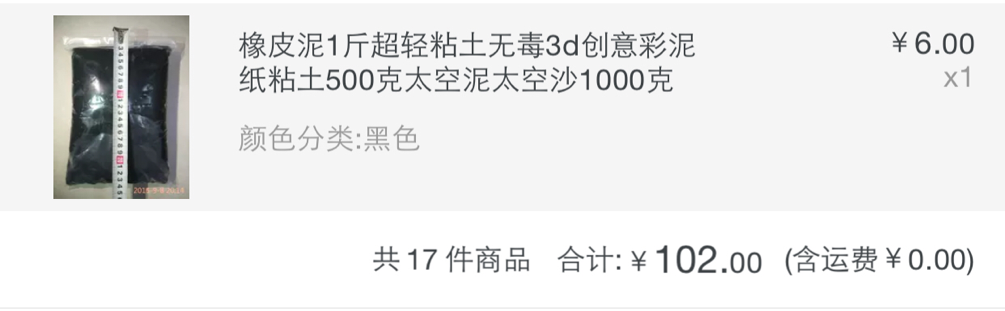 橡皮泥1斤超轻粘土无毒3d创意彩泥
¥6.00
纸粘土500克太空泥太空沙1000克
x1
颜色分类:黑色
共17件商品 合计:¥102.00 (含运费¥0.00)